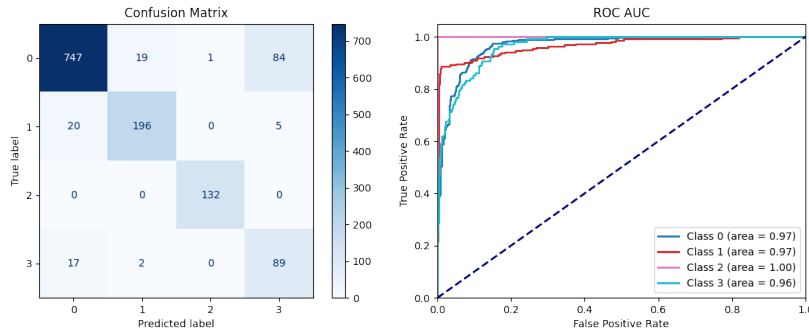 Confusion Matrix
0 747 19 1 84
1 20 196 0 5
2 0 0 132 0
3 17 2 0 89
0 1 2 3
True label
Predicted label
700
600
500
400
300
200
100
0
ROC AUC
1.0
0.8
0.6
0.4
0.2
0.0
True Positive Rate
Class 0 (area = 0.97)
Class 1 (area = 0.97)
Class 2 (area = 1.00)
Class 3 (area = 0.96)
0.0 0.2 0.4 0.6 0.8 1.0
False Positive Rate